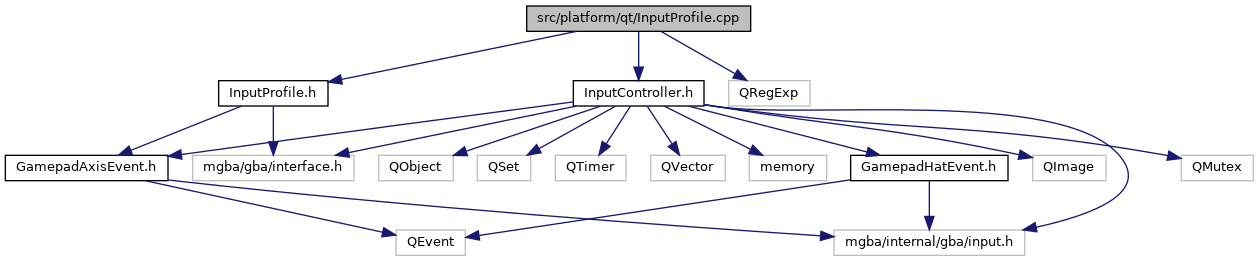 src/platform/qt/InputProfile.cpp
InputProfile.h
InputController.h
QRegExp
GamepadAxisEvent.h
mgba/gba/interface.h
QObject
QSet
QTimer
QVector
memory
GamepadHatEvent.h
QImage
QMutex
QEvent
mgba/internal/gba/input.h